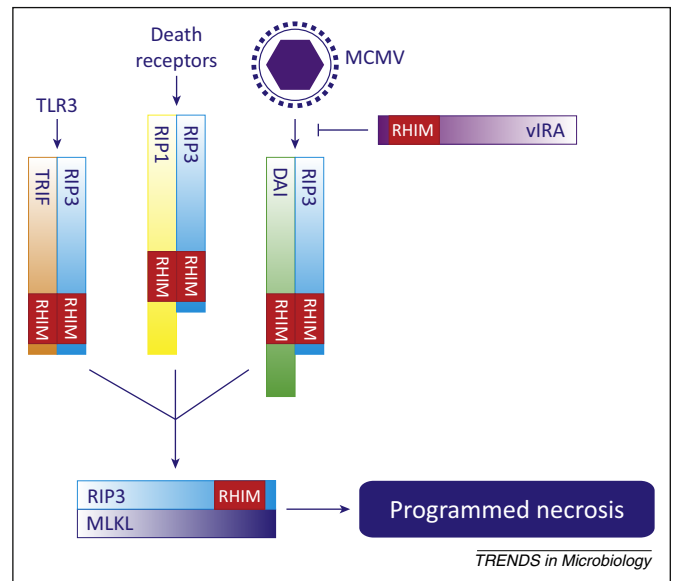 Death
receptors
MCMV
TLR3
RHIM
vIRA
TRIF
RIP3
RHIM
RHIM
RIP1
RIP3
RHIM
RHIM
DAI
RIP3
RHIM
RHIM
RIP3
RHIM
MLKL
Programmed necrosis
TRENDS in Microbiology